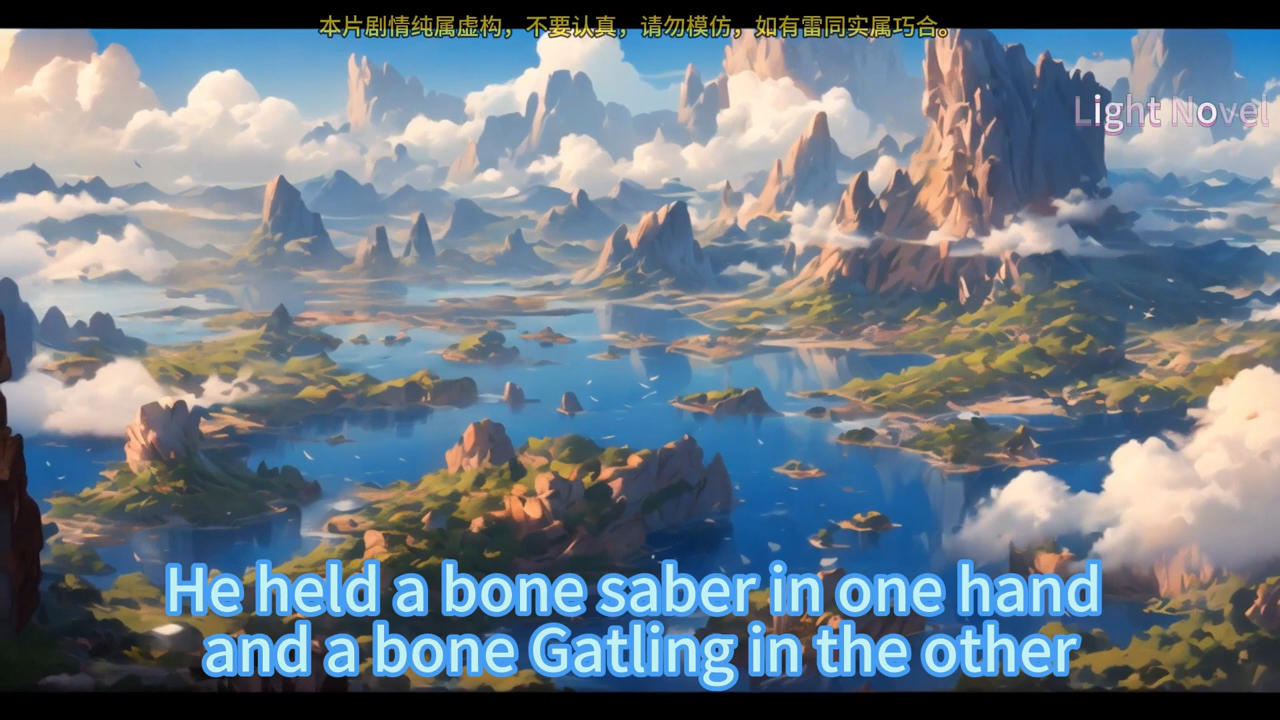 本片剧情纯属虚构，不要认真，请勿模仿，如有雷同实属巧合。
Light Novel
He held a bone saber in one hand
and a bone Gatling in the other